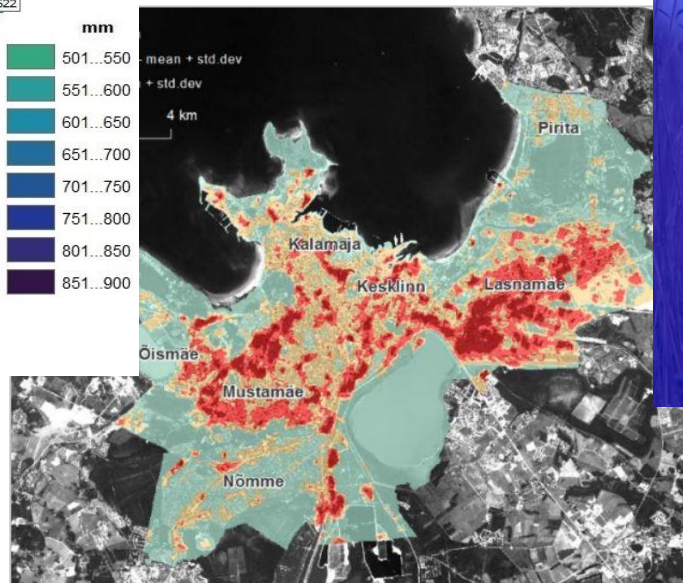 522
mm
501...550
551...600
601...650
651...700
701...750
751...800
801...850
851...900
mean + std.dev
+ std.dev
4 km
Pirita
Kalamaja
Kesklinn
Lasnamäe
Õismäe
Mustamäe
Nõmme